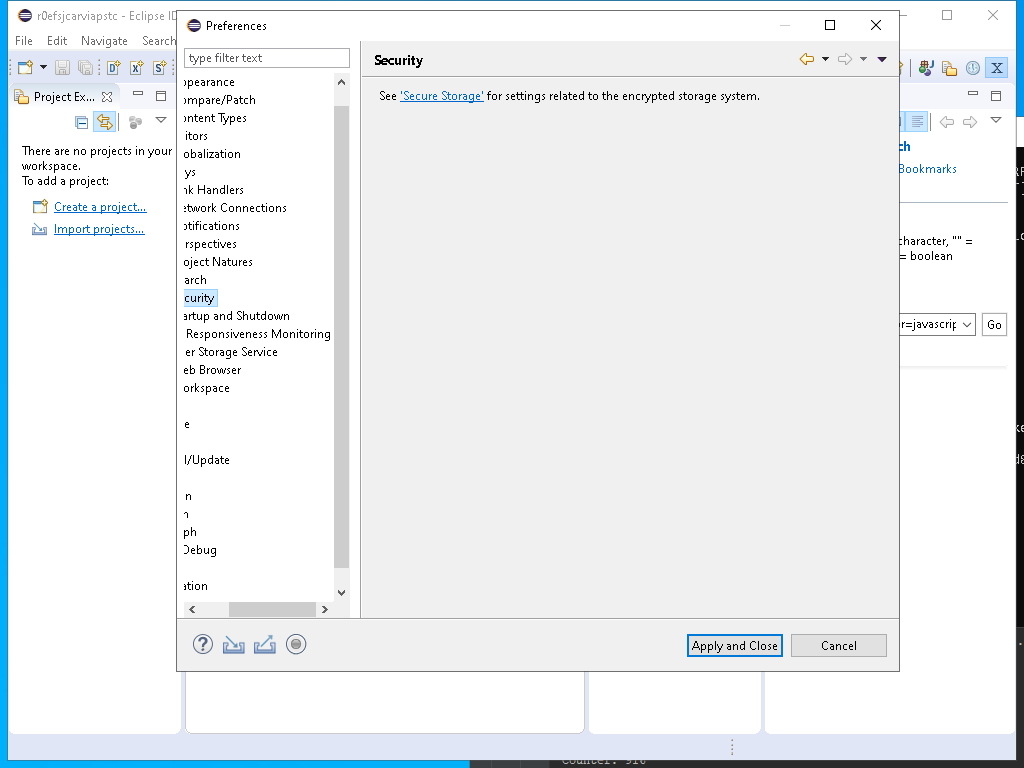 r0efsjcarviapstc - Eclipse ID
Preferences
File Edit Navigate Search
type filter text
Security
Project Ex...
See 'Secure Storage' for settings related to the encrypted storage system.
There are no projects in your
workspace.
To add a project:
Create a project...
Import projects...
ppearance
ompare/Patch
ontent Types
itors
obalization
ys
nk Handlers
etwork Connections
otifications
rspectives
oject Natures
arch
curity
artup and Shutdown
Responsiveness Monitoring
er Storage Service
eb Browser
orkspace
e
l/Update
n
n
ph
Debug
ation
ch
Bookmarks
character, "" =
= boolean
or=javascrip
Go
Apply and Close
Cancel
Counter: 910